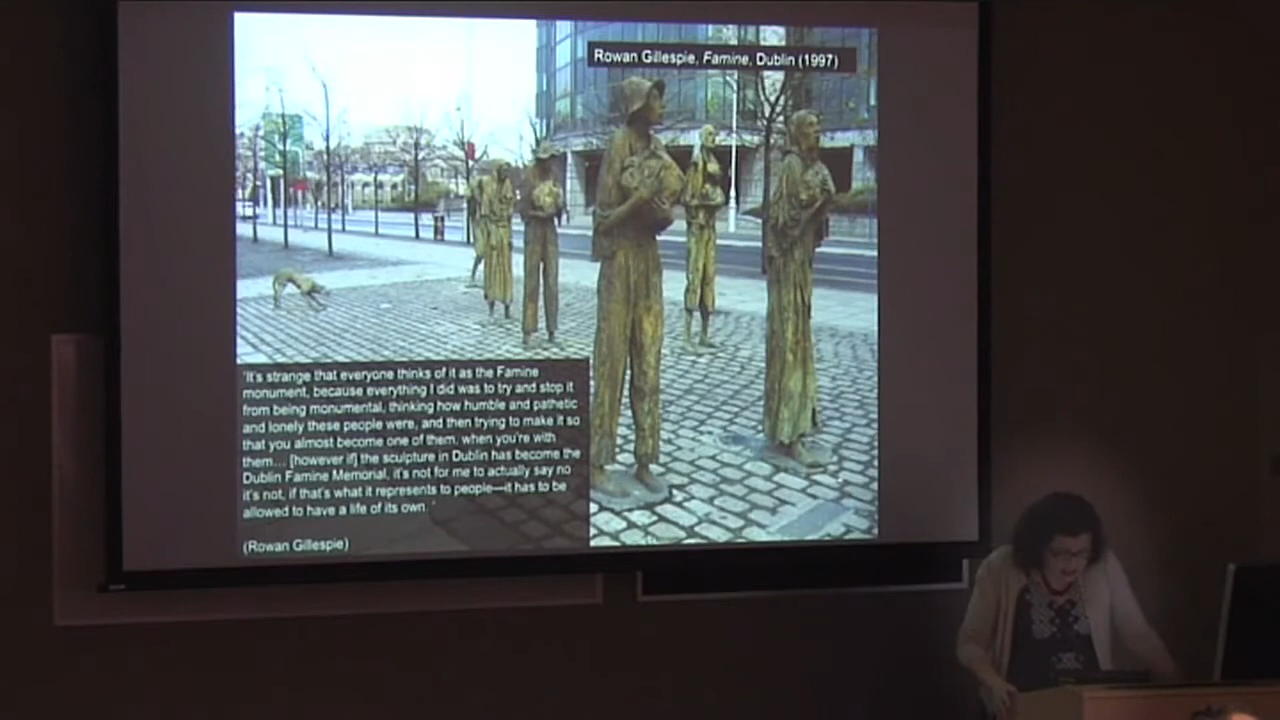 Rowan Gillespie, Famine, Dublin (1997)
'It's strange that everyone thinks of it as the Famine
monument, because everything I did was to try and stop it
from being monumental, thinking how humble and pathetic
and lonely these people were, and then trying to make it so
that you almost become one of them, when you're with
them... [however if] the sculpture in Dublin has become the
Dublin Famine Memorial, it's not for me to actually say no
it's not, if that's what it represents to people—it has to be
allowed to have a life of its own. '
(Rowan Gillespie)